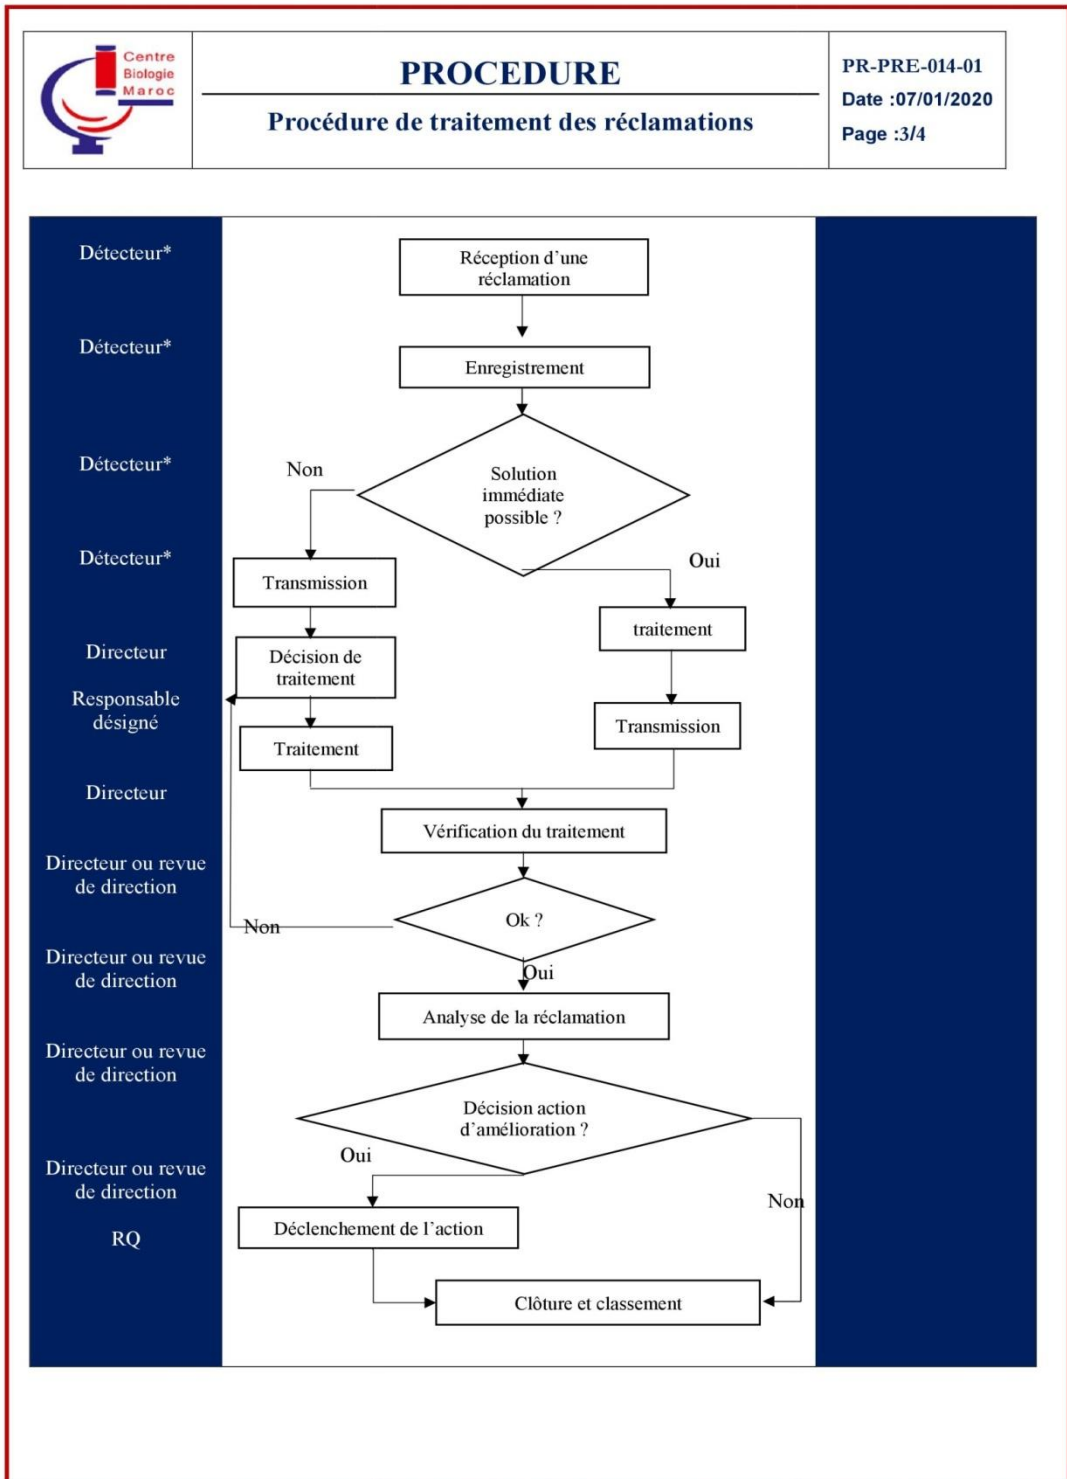 Centre
Biologie
Maroc
PROCEDURE
Procédure de traitement des réclamations
PR-PRE-014-01
Date :07/01/2020
Page :3/4
Détecteur*
Réception d’une
réclamation
Détecteur*
Enregistrement
Détecteur*
Non
Solution
immédiate
possible ?
Détecteur*
Oui
Transmission
traitement
Directeur
Décision de
traitement
Responsable
désigné
Transmission
Traitement
Directeur
Vérification du traitement
Directeur ou revue
de direction
Ok ?
Non
Directeur ou revue
de direction
Oui
Analyse de la réclamation
Directeur ou revue
de direction
Décision action
d’amélioration ?
Oui
Directeur ou revue
de direction
Non
Déclenchement de l’action
RQ
Clôture et classement